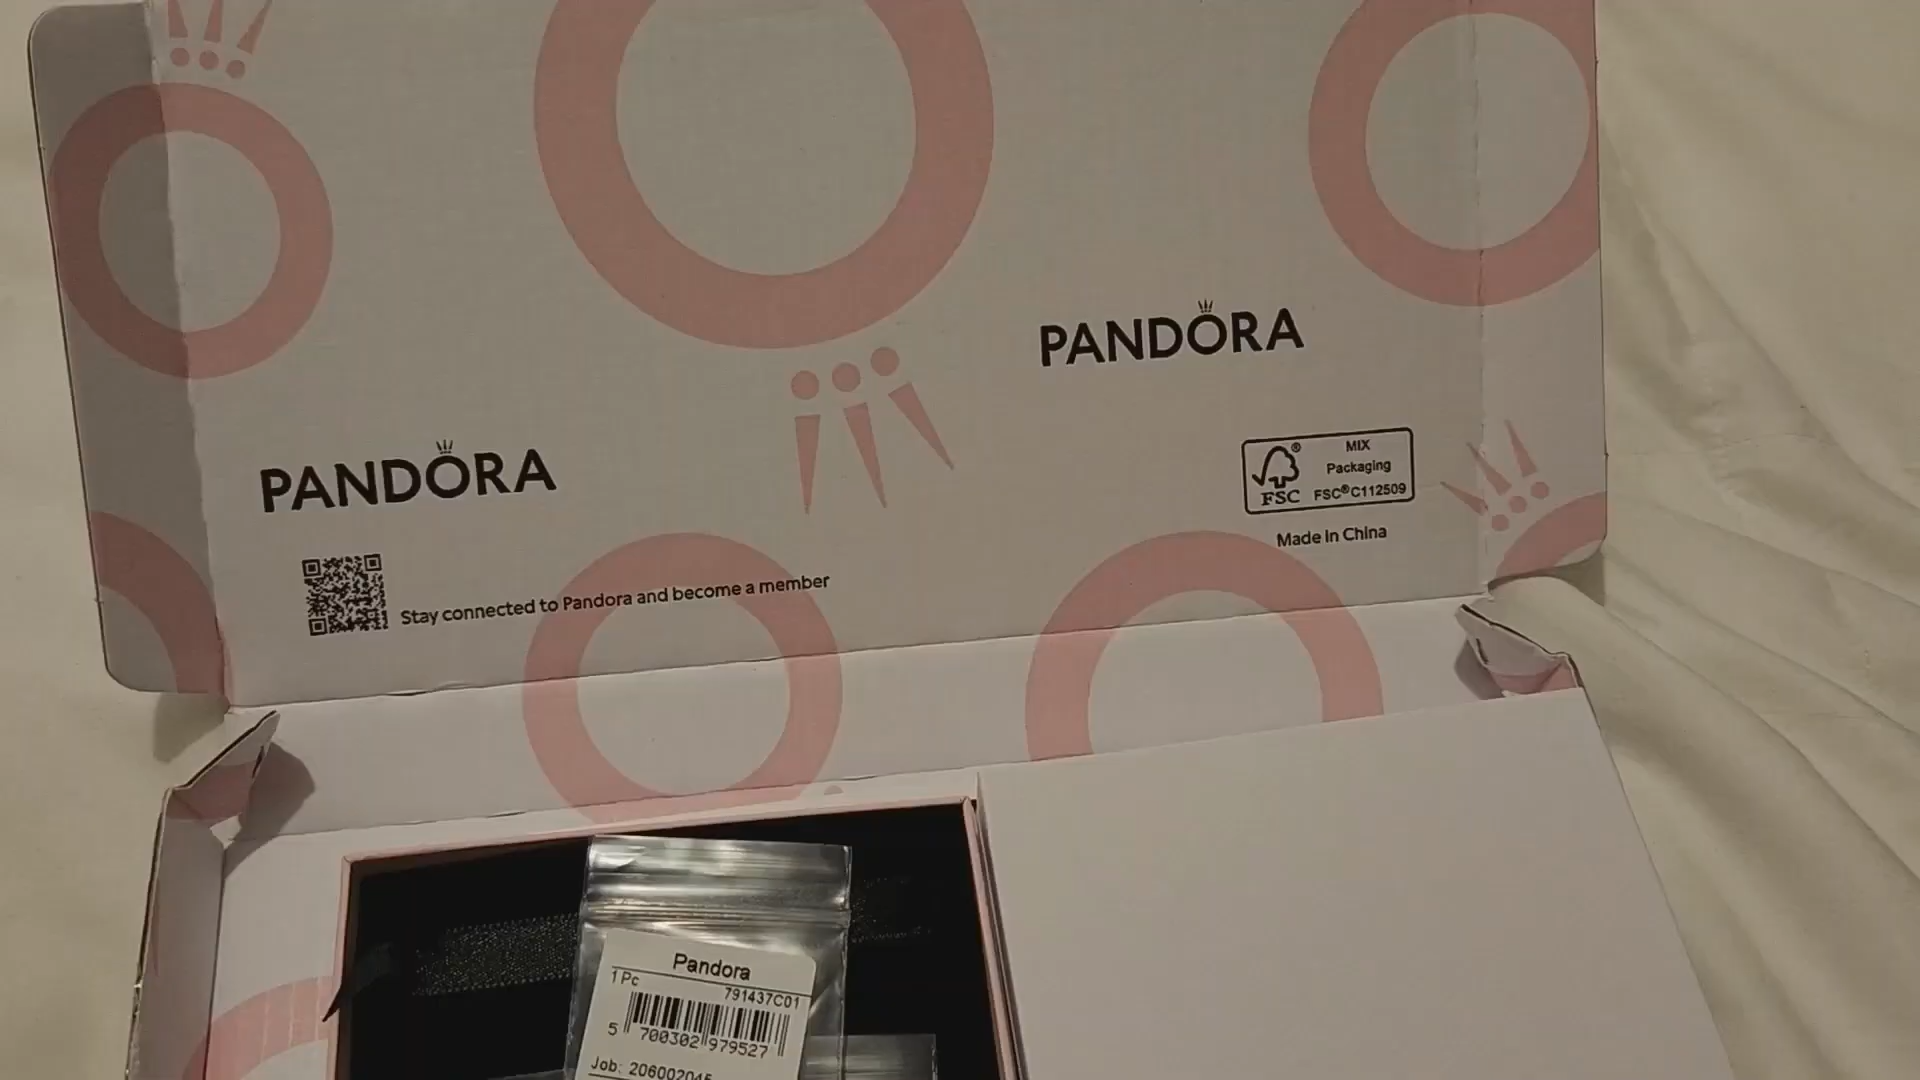 PANDORA
PANDORA
MIX
Packaging
FSC® C112509
FSC
Made in China
Stay connected to Pandora and become a member
Pandora
1 Pc
791437C01
5 700302 979527
Job: 206002045